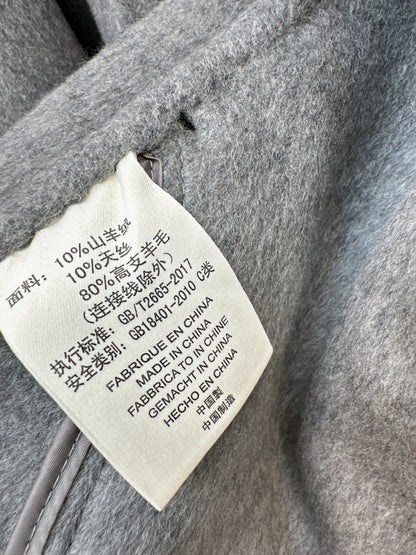 面料: 10%山羊绒
10%天丝
80%高支羊毛
(连接线除外)
执行标准: GB/T2665-2017
安全类别: GB18401-2010 C类
FABRIQUE EN CHINA
MADE IN CHINA
FABBRICATO IN CHINE
GEMACHT IN CHINA
HECHO EN CHINA
中国製
中国制造